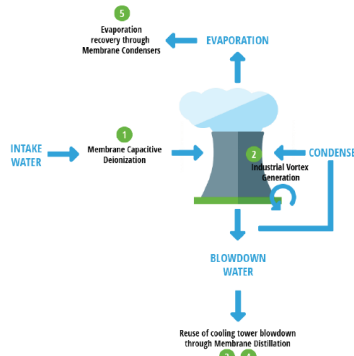 5
Evaporation
recovery through
Membrane Condensers
EVAPORATION
1
Membrane Capacitive
Deionization
INTAKE
WATER
2
Industrial Vortex
Generation
CONDENSE
BLOWDOWN
WATER
Reuse of cooling tower blowdown
through Membrane Distillation